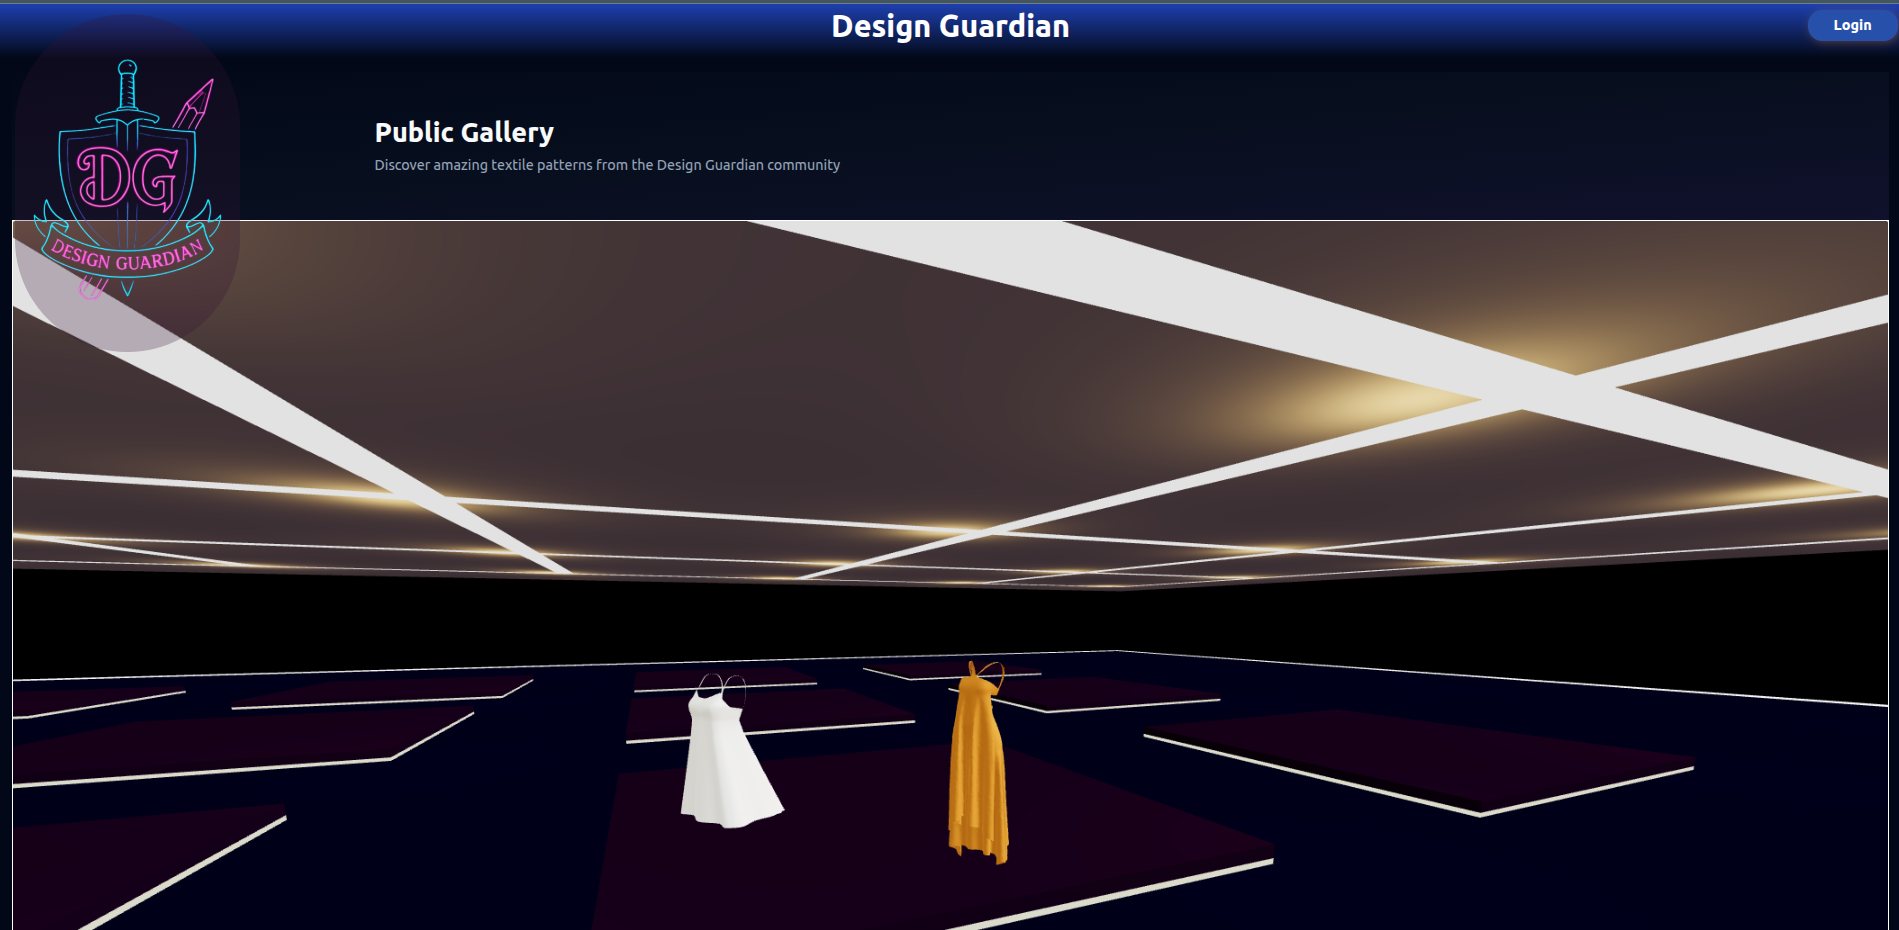 Design Guardian
Login
DG
DESIGN GUARDIAN
Public Gallery
Discover amazing textile patterns from the Design Guardian community